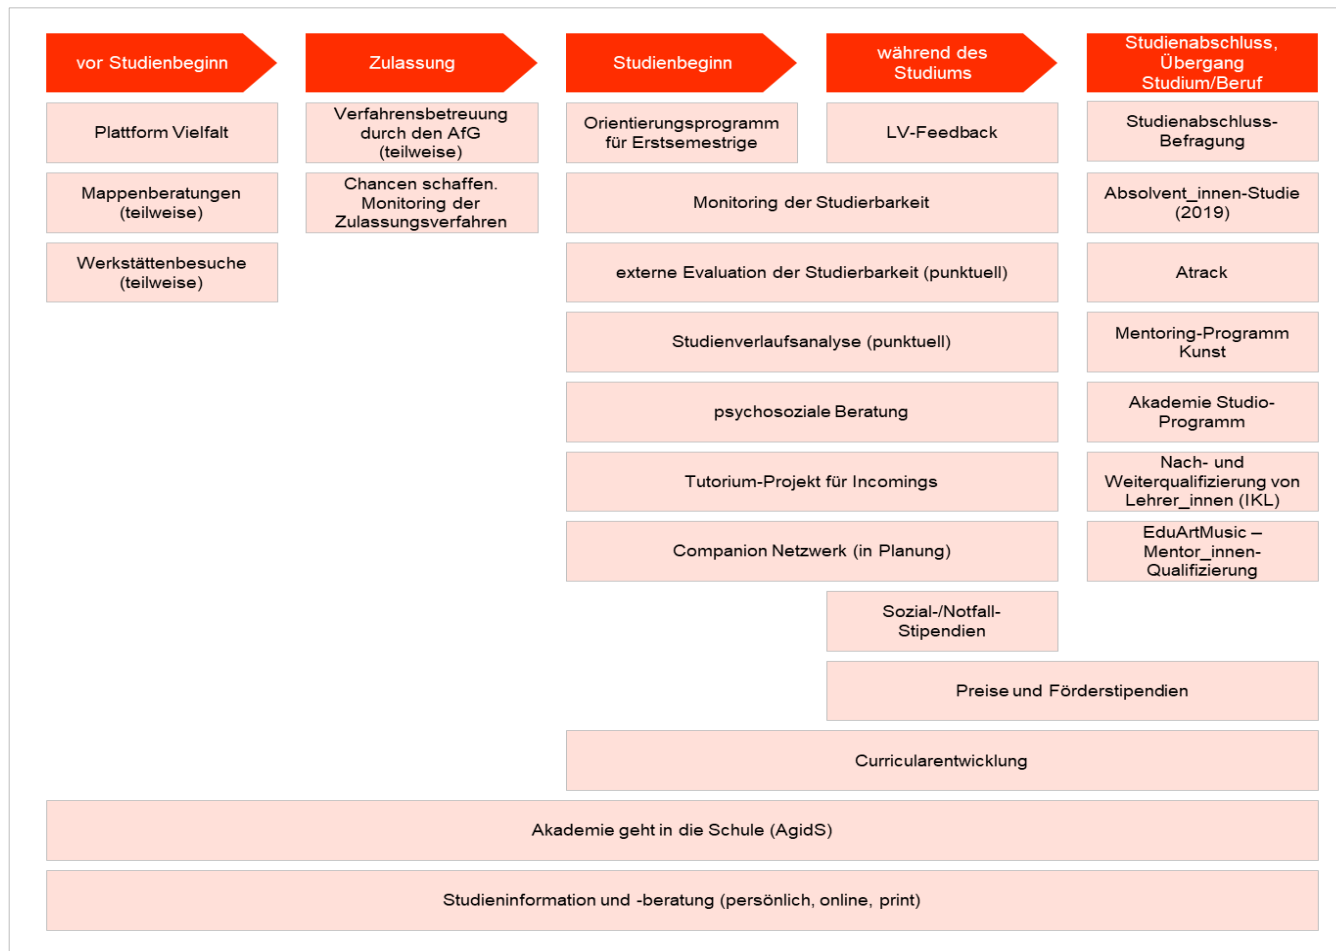 vor Studienbeginn
Zulassung
Studienbeginn
während des
Studiums
Studienabschluss,
Übergang
Studium/Beruf
Plattform Vielfalt
Verfahrensbetreuung
durch den AfG
(teilweise)
Orientierungsprogramm
für Erstsemestrige
LV-Feedback
Studienabschluss-
Befragung
Mappenberatungen
(teilweise)
Chancen schaffen.
Monitoring der
Zulassungsverfahren
Monitoring der Studierbarkeit
Absolvent_innen-Studie
(2019)
Werkstättenbesuche
(teilweise)
externe Evaluation der Studierbarkeit (punktuell)
Atrack
Studienverlaufsanalyse (punktuell)
Mentoring-Programm
Kunst
psychosoziale Beratung
Akademie Studio-
Programm
Tutorium-Projekt für Incomings
Nach- und
Weiterqualifizierung von
Lehrer_innen (IKL)
Companion Netzwerk (in Planung)
EduArtMusic –
Mentor_innen-
Qualifizierung
Sozial-/Notfall-
Stipendien
Preise und Förderstipendien
Curricularentwicklung
Akademie geht in die Schule (AgidS)
Studieninformation und -beratung (persönlich, online, print)